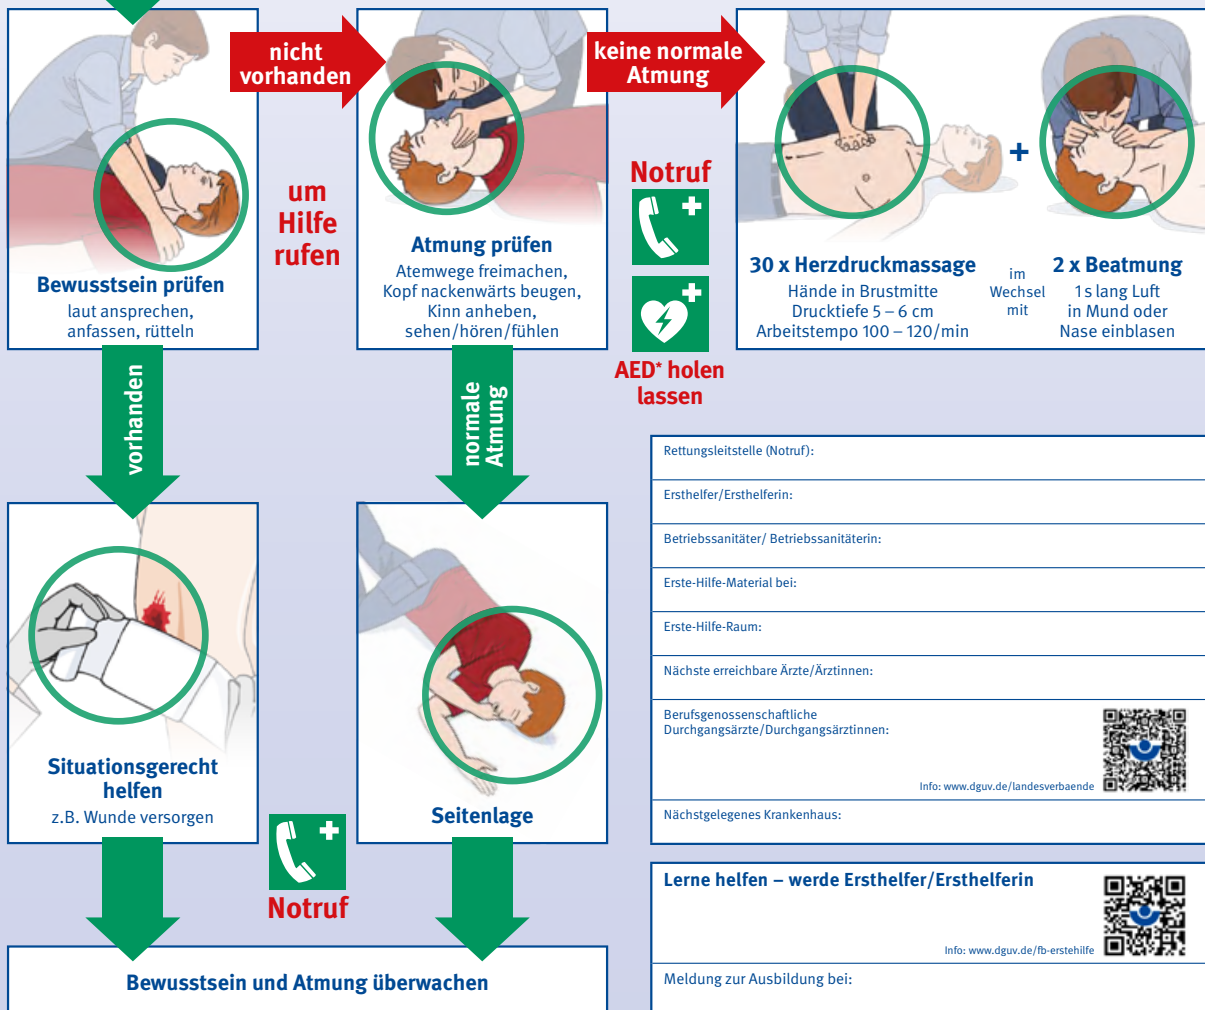 nicht
vorhanden
keine normale
Atmung
um
Hilfe
rufen
Notruf
Bewusstsein prüfen
laut ansprechen,
anfassen, rütteln
Atmung prüfen
Atemwege freimachen,
Kopf nackenwärts beugen,
Kinn anheben,
sehen/hören/fühlen
AED* holen
lassen
+
30 x Herzdruckmassage
Hände in Brustmitte
Drucktiefe 5 – 6 cm
Arbeitstempo 100 – 120/min
im
Wechsel
mit
2 x Beatmung
1 s lang Luft
in Mund oder
Nase einblasen
vorhanden
normale
Atmung
Situationsgerecht
helfen
z.B. Wunde versorgen
Seitenlage
Notruf
Bewusstsein und Atmung überwachen
Rettungsleitstelle (Notruf):
Ersthelfer/Ersthelferin:
Betriebssanitäter/ Betriebssanitäterin:
Erste-Hilfe-Material bei:
Erste-Hilfe-Raum:
Nächste erreichbare Ärzte/Ärztinnen:
Berufsgenossenschaftliche
Durchgangsärzte/Durchgangsärztinnen:
Info: www.dguv.de/landesverbaende
Nächstgelegenes Krankenhaus:
Lerne helfen – werde Ersthelfer/Ersthelferin
Info: www.dguv.de/fb-erstehilfe
Meldung zur Ausbildung bei: